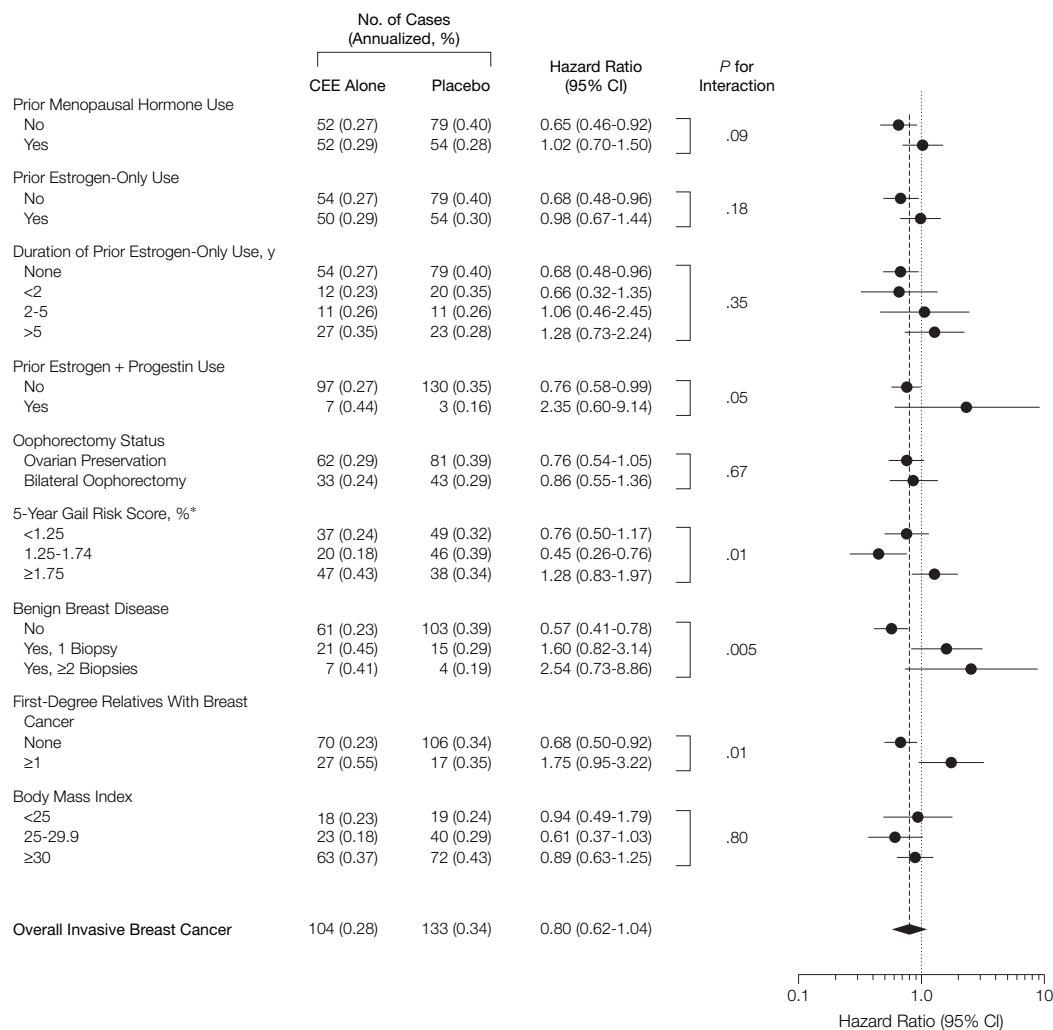 No. of Cases
(Annualized, %)
CEE Alone Placebo Hazard Ratio (95% CI) P for Interaction
Prior Menopausal Hormone Use
No 52 (0.27) 79 (0.40) 0.65 (0.46-0.92)
.09
Yes 52 (0.29) 54 (0.28) 1.02 (0.70-1.50)
Prior Estrogen-Only Use
No 54 (0.27) 79 (0.40) 0.68 (0.48-0.96)
.18
Yes 50 (0.29) 54 (0.30) 0.98 (0.67-1.44)
Duration of Prior Estrogen-Only Use, y
None 54 (0.27) 79 (0.40) 0.68 (0.48-0.96)
<2 12 (0.23) 20 (0.35) 0.66 (0.32-1.35)
.35
2-5 11 (0.26) 11 (0.26) 1.06 (0.46-2.45)
>5 27 (0.35) 23 (0.28) 1.28 (0.73-2.24)
Prior Estrogen + Progestin Use
No 97 (0.27) 130 (0.35) 0.76 (0.58-0.99)
.05
Yes 7 (0.44) 3 (0.16) 2.35 (0.60-9.14)
Oophorectomy Status
Ovarian Preservation 62 (0.29) 81 (0.39) 0.76 (0.54-1.05)
.67
Bilateral Oophorectomy 33 (0.24) 43 (0.29) 0.86 (0.55-1.36)
5-Year Gail Risk Score, %*
<1.25 37 (0.24) 49 (0.32) 0.76 (0.50-1.17)
1.25-1.74 20 (0.18) 46 (0.39) 0.45 (0.26-0.76) .01
≥1.75 47 (0.43) 38 (0.34) 1.28 (0.83-1.97)
Benign Breast Disease
No 61 (0.23) 103 (0.39) 0.57 (0.41-0.78)
Yes, 1 Biopsy 21 (0.45) 15 (0.29) 1.60 (0.82-3.14) .005
Yes, ≥2 Biopsies 7 (0.41) 4 (0.19) 2.54 (0.73-8.86)
First-Degree Relatives With Breast
Cancer
None 70 (0.23) 106 (0.34) 0.68 (0.50-0.92)
.01
≥1 27 (0.55) 17 (0.35) 1.75 (0.95-3.22)
Body Mass Index
<25 18 (0.23) 19 (0.24) 0.94 (0.49-1.79)
25-29.9 23 (0.18) 40 (0.29) 0.61 (0.37-1.03) .80
≥30 63 (0.37) 72 (0.43) 0.89 (0.63-1.25)
Overall Invasive Breast Cancer 104 (0.28) 133 (0.34) 0.80 (0.62-1.04)
0.1 1.0 10
Hazard Ratio (95% CI)